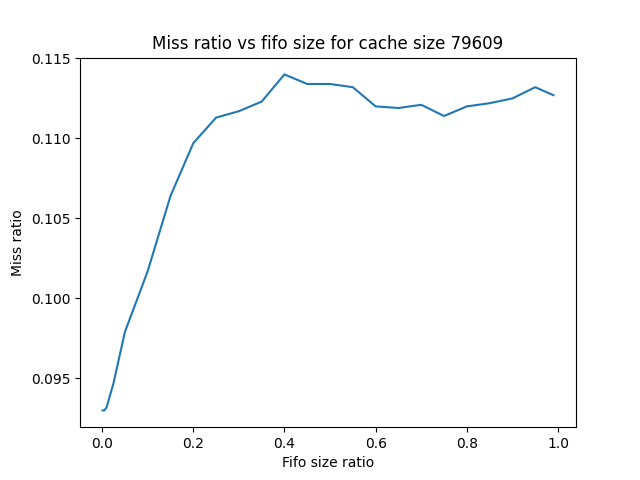 Miss ratio vs fifo size for cache size 79609
0.115
0.110
0.105
0.100
0.095
Miss ratio
0.0 0.2 0.4 0.6 0.8 1.0
Fifo size ratio